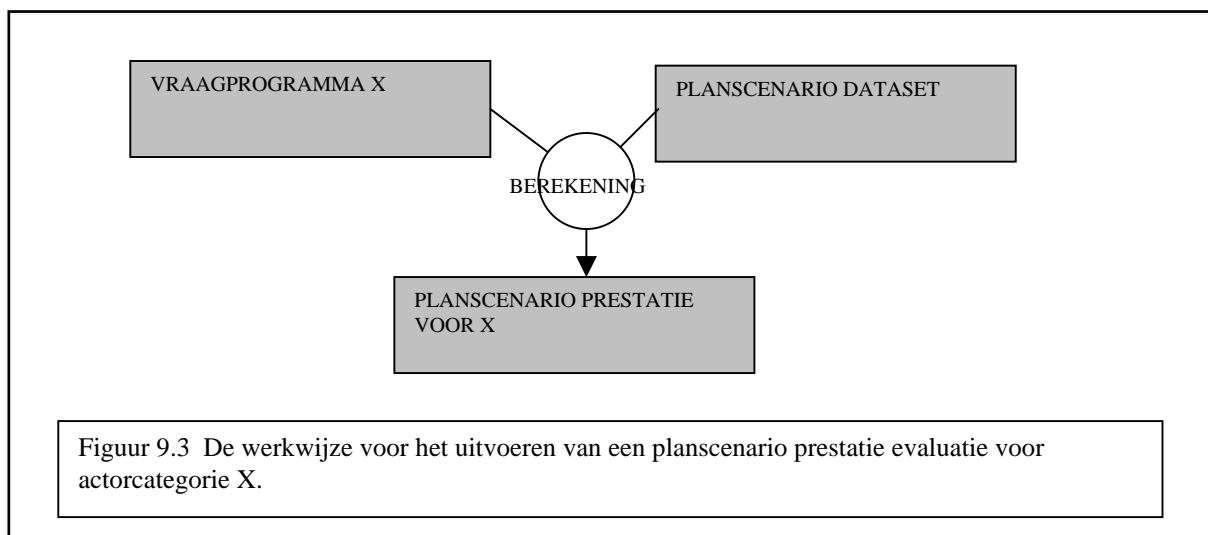 VRAAGPROGRAMMA X
PLANSCENARIO DATASET
BEREKENING
PLANSCENARIO PRESTATIE
VOOR X
Figuur 9.3 De werkwijze voor het uitvoeren van een planscenario prestatie evaluatie voor
actorcategorie X.